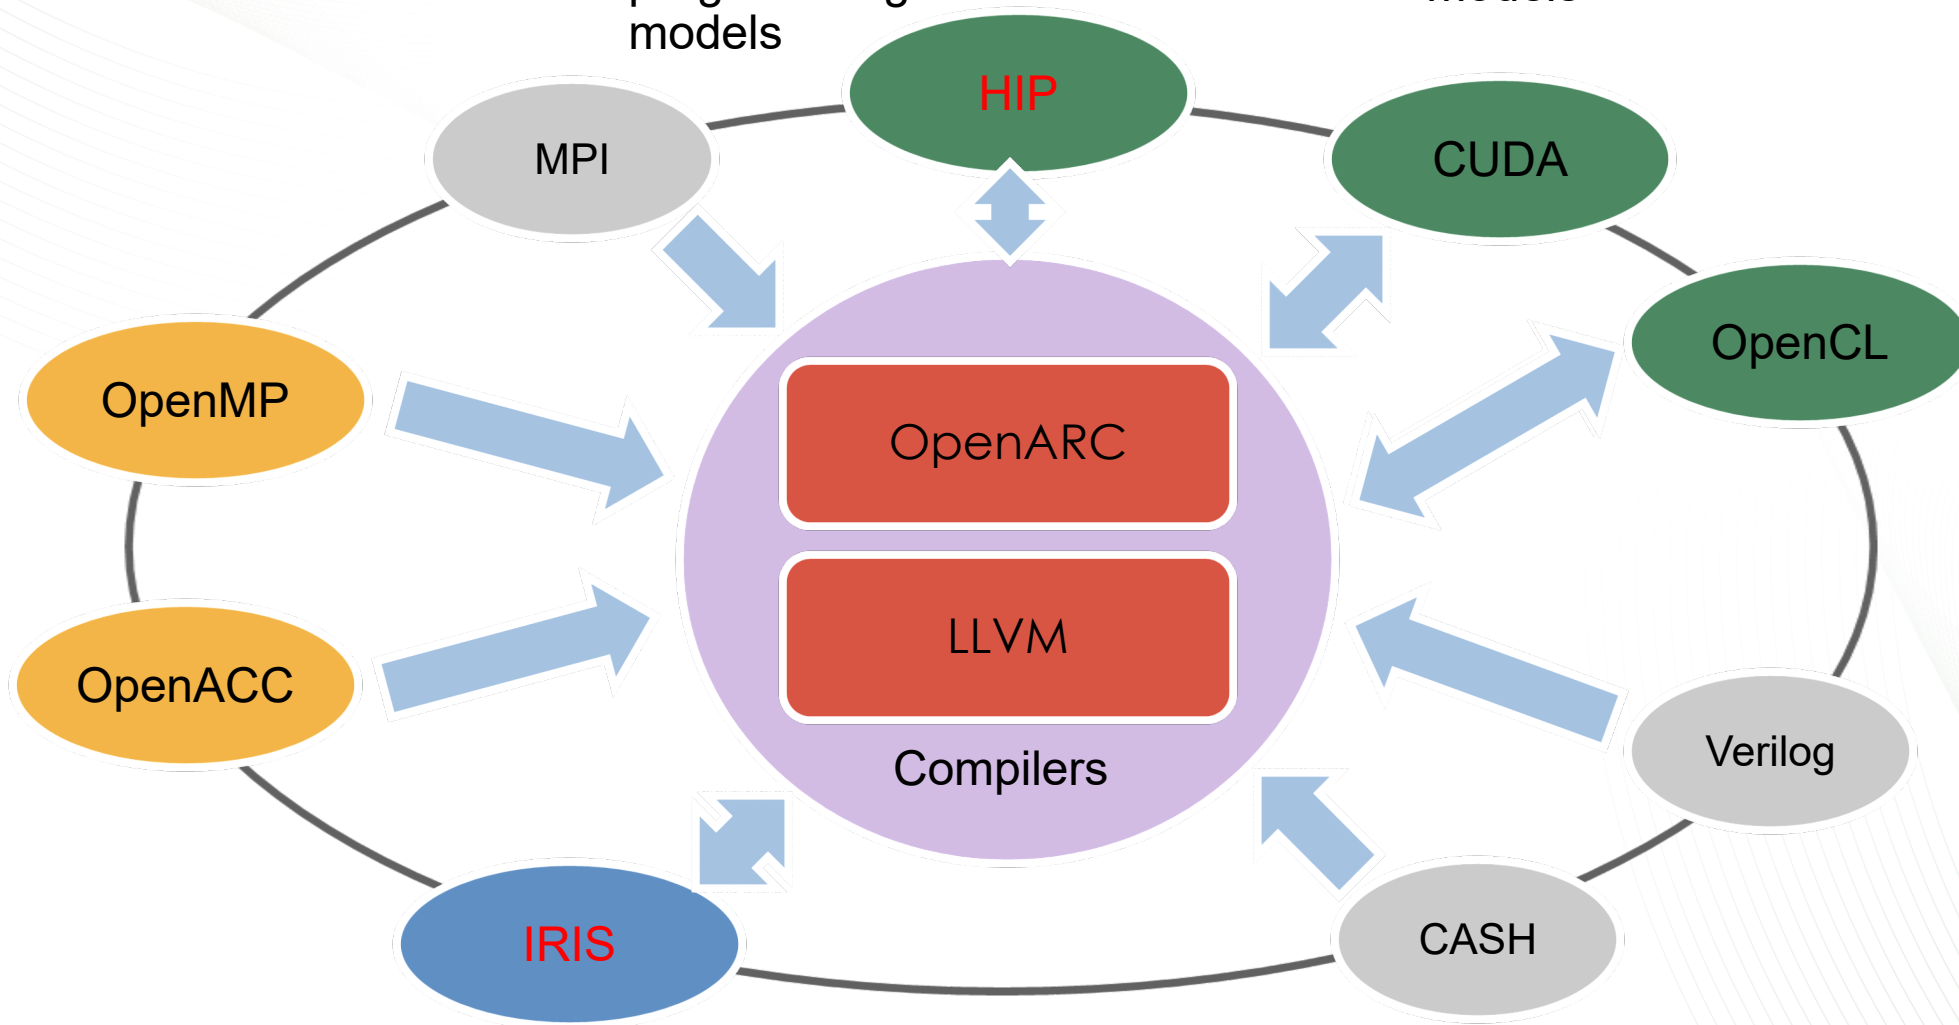 models
HIP
MPI
CUDA
OpenCL
OpenMP
OpenARC
LLVM
OpenACC
Verilog
Compilers
IRIS
CASH